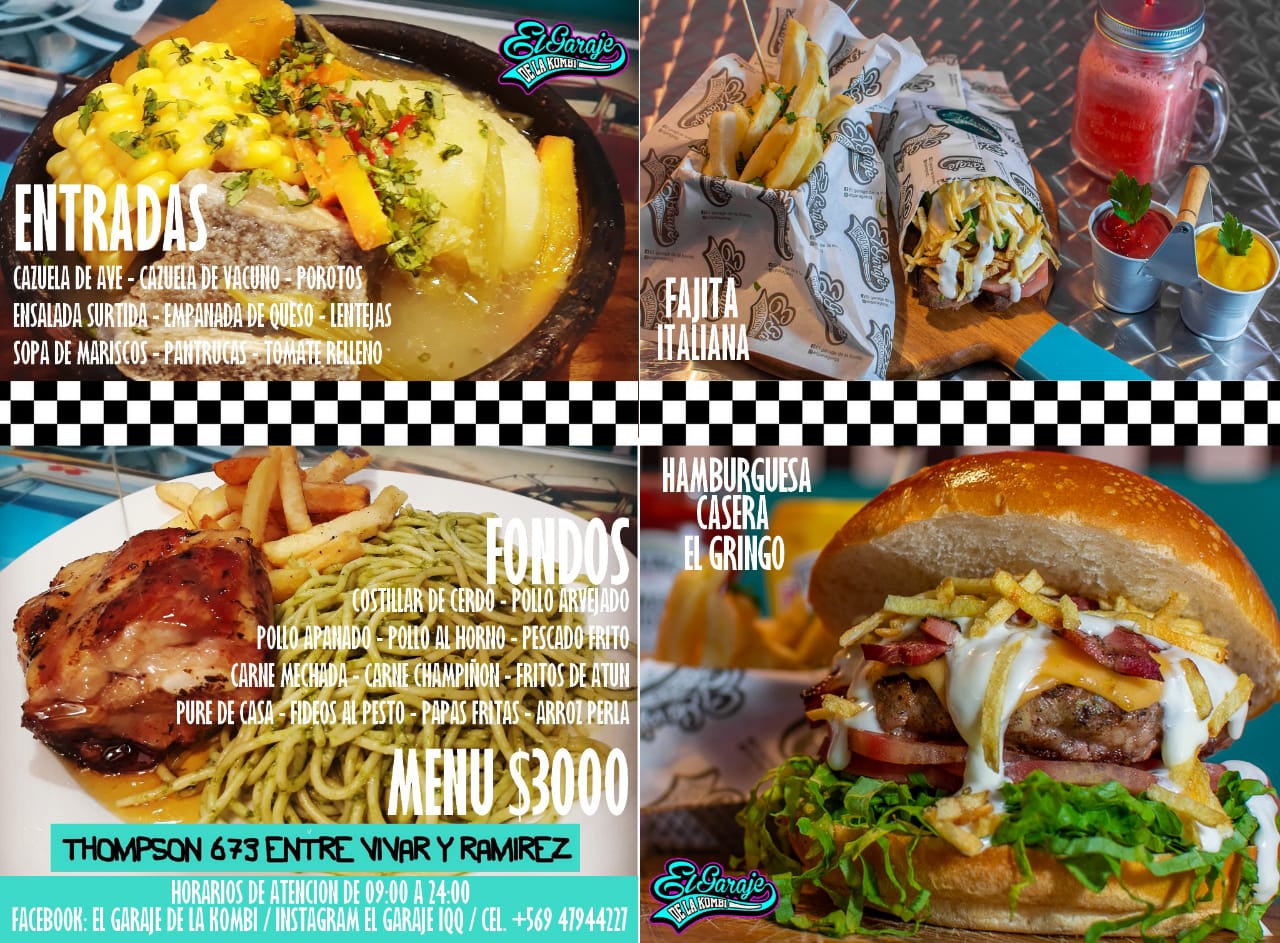 El Garaje
DE LA KOMBI
ENTRADAS
CAZUELA DE AVE - CAZUELA DE VACUNO - POROTOS
ENSALADA SURTIDA - EMPANADA DE QUESO - LENTEJAS
SOPA DE MARISCOS - PANTRUCAS - TOMATE RELLENO
FAJITA
ITALIANA
FONDOS
COSTILLAR DE CERDO - POLLO ARVEJADO
POLLO APANADO - POLLO AL HORNO - PESCADO FRITO
CARNE MECHADA - CARNE CHAMPIÑON - FRITOS DE ATUN
PURE DE CASA - FIDEOS AL PESTO - PAPAS FRITAS - ARROZ PERLA
MENU $3000
THOMPSON 673 ENTRE VIVAR Y RAMIREZ
HORARIOS DE ATENCION DE 09:00 A 24:00
FACEBOOK: EL GARAJE DE LA KOMBI / INSTAGRAM EL GARAJE IQQ / CEL. +569 47944227
HAMBURGUESA
CASERA
EL GRINGO
El Garaje
DE LA KOMBI